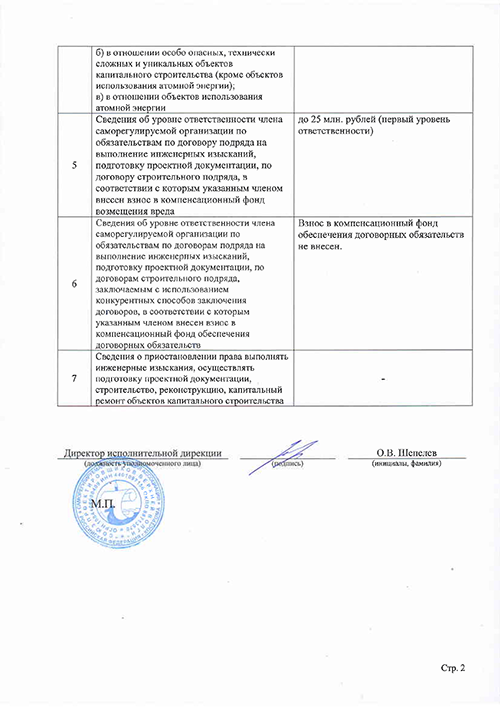 б) в отношении особо опасных, технически
сложных и уникальных объектов
капитального строительства (кроме объектов
использования атомной энергии);
в) в отношении объектов использования
атомной энергии
5
Сведения об уровне ответственности члена
саморегулируемой организации по
обязательствам по договору подряда на
выполнение инженерных изысканий,
подготовку проектной документации, по
договору строительного подряда, в
соответствии с которым указанным членом
внесен взнос в компенсационный фонд
возмещения вреда
до 25 млн. рублей (первый уровень
ответственности)
6
Сведения об уровне ответственности члена
саморегулируемой организации по
обязательствам по договорам подряда на
выполнение инженерных изысканий,
подготовку проектной документации, по
договорам строительного подряда,
заключаемым с использованием
конкурентных способов заключения
договоров, в соответствии с которым
указанным членом внесен взнос в
компенсационный фонд обеспечения
договорных обязательств
Взнос в компенсационный фонд
обеспечения договорных обязательств
не внесен.
7
Сведения о приостановлении права выполнять
инженерные изыскания, осуществлять
подготовку проектной документации,
строительство, реконструкцию, капитальный
ремонт объектов капитального строительства
-
Директор исполнительной дирекции
О.В. Шепелев
(должность уполномоченного лица)
(подпись)
(инициалы, фамилия)
М.П.
Стр. 2